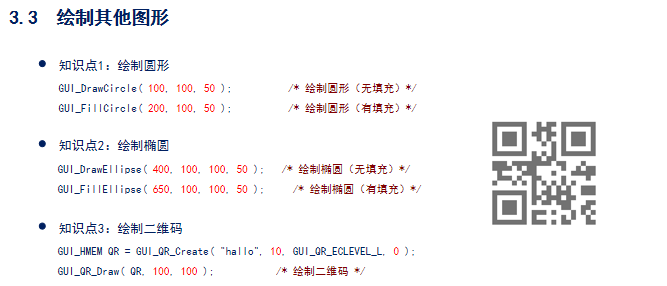 3.3 绘制其他图形
● 知识点1：绘制圆形
GUI_DrawCircle( 100, 100, 50 ); /* 绘制圆形（无填充）*/
GUI_FillCircle( 200, 100, 50 ); /* 绘制圆形（有填充）*/
● 知识点2：绘制椭圆
GUI_DrawEllipse( 400, 100, 100, 50 ); /* 绘制椭圆（无填充）*/
GUI_FillEllipse( 650, 100, 100, 50 ); /* 绘制椭圆（有填充）*/
● 知识点3：绘制二维码
GUI_HMEM QR = GUI_QR_Create( "hallo", 10, GUI_QR_ECLEVEL_L, 0 );
GUI_QR_Draw( QR, 100, 100 ); /* 绘制二维码 */